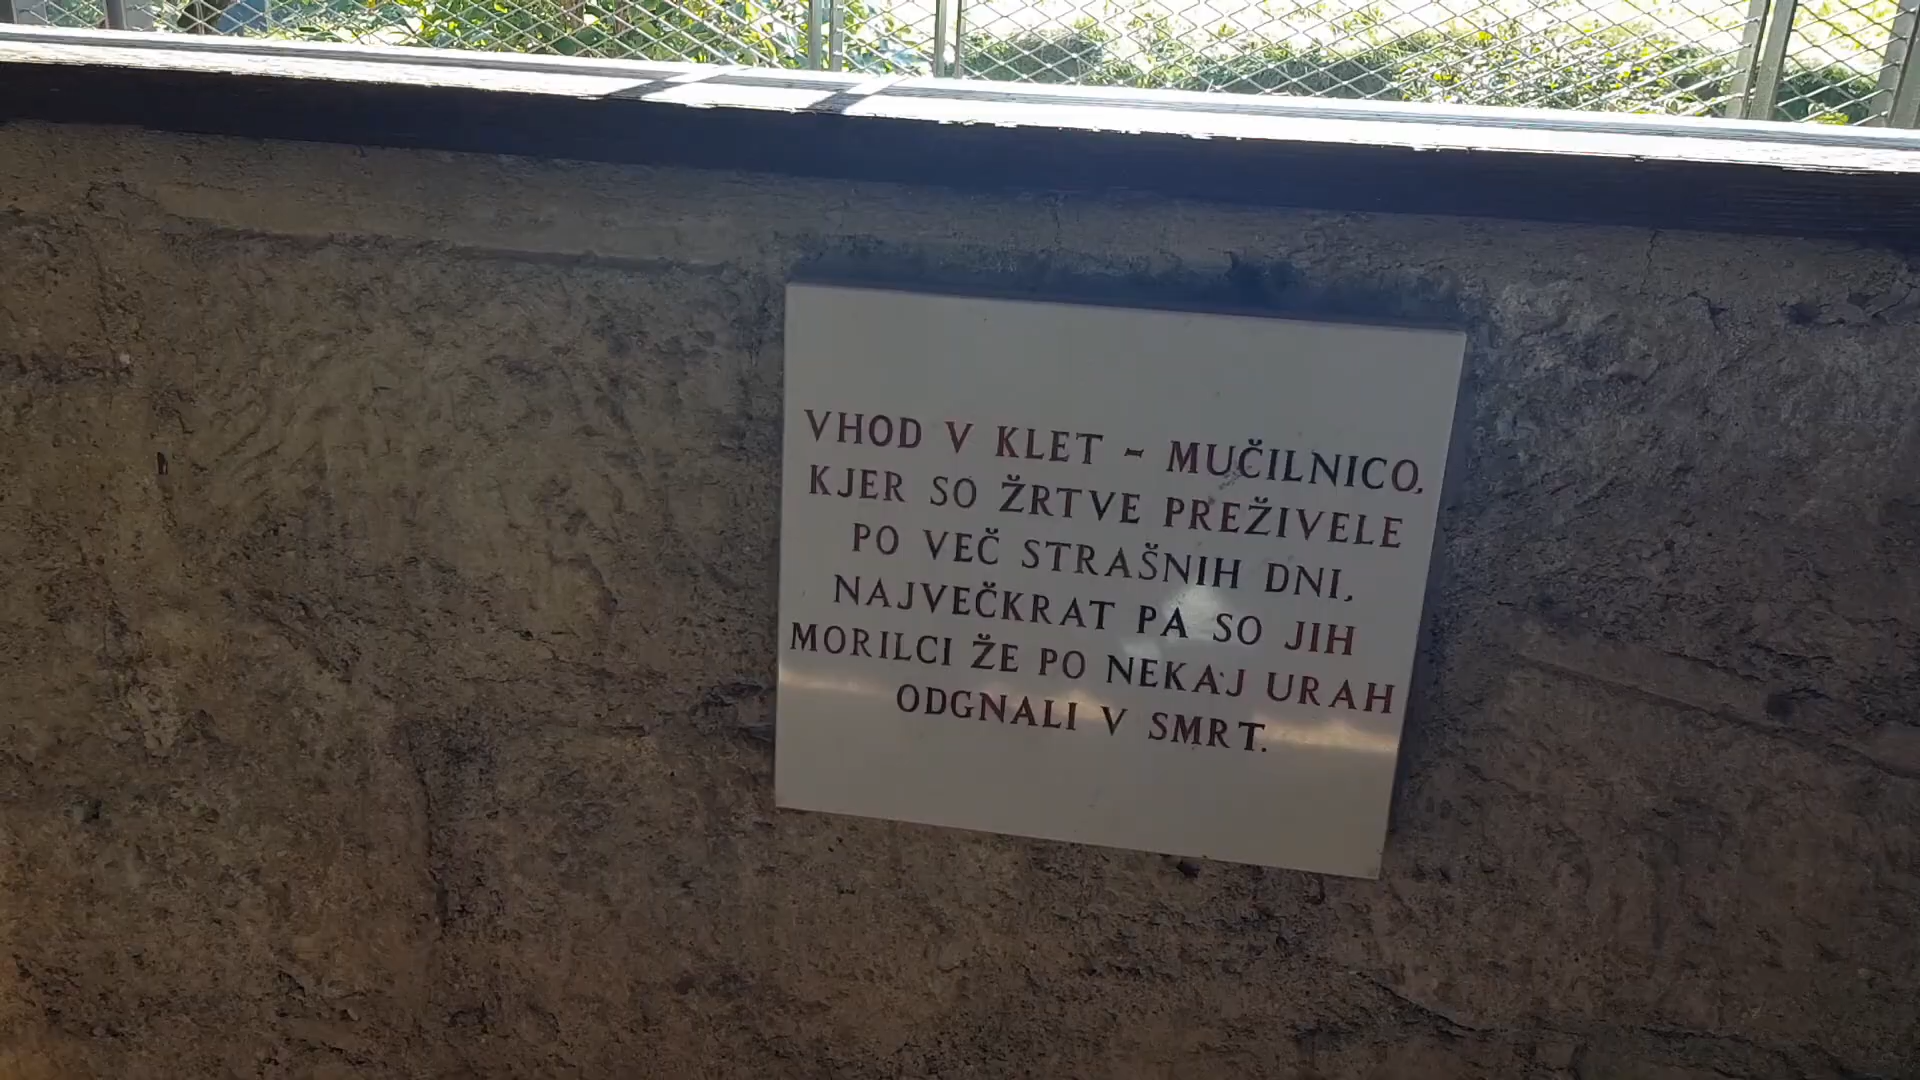 VHOD V KLET - MUČILNICO,
KJER SO ŽRTVE PREŽIVELE
PO VEČ STRAŠNIH DNI,
NAJVEČKRAT PA SO JIH
MORILCI ŽE PO NEKAJ URAH
ODGNALI V SMRT.